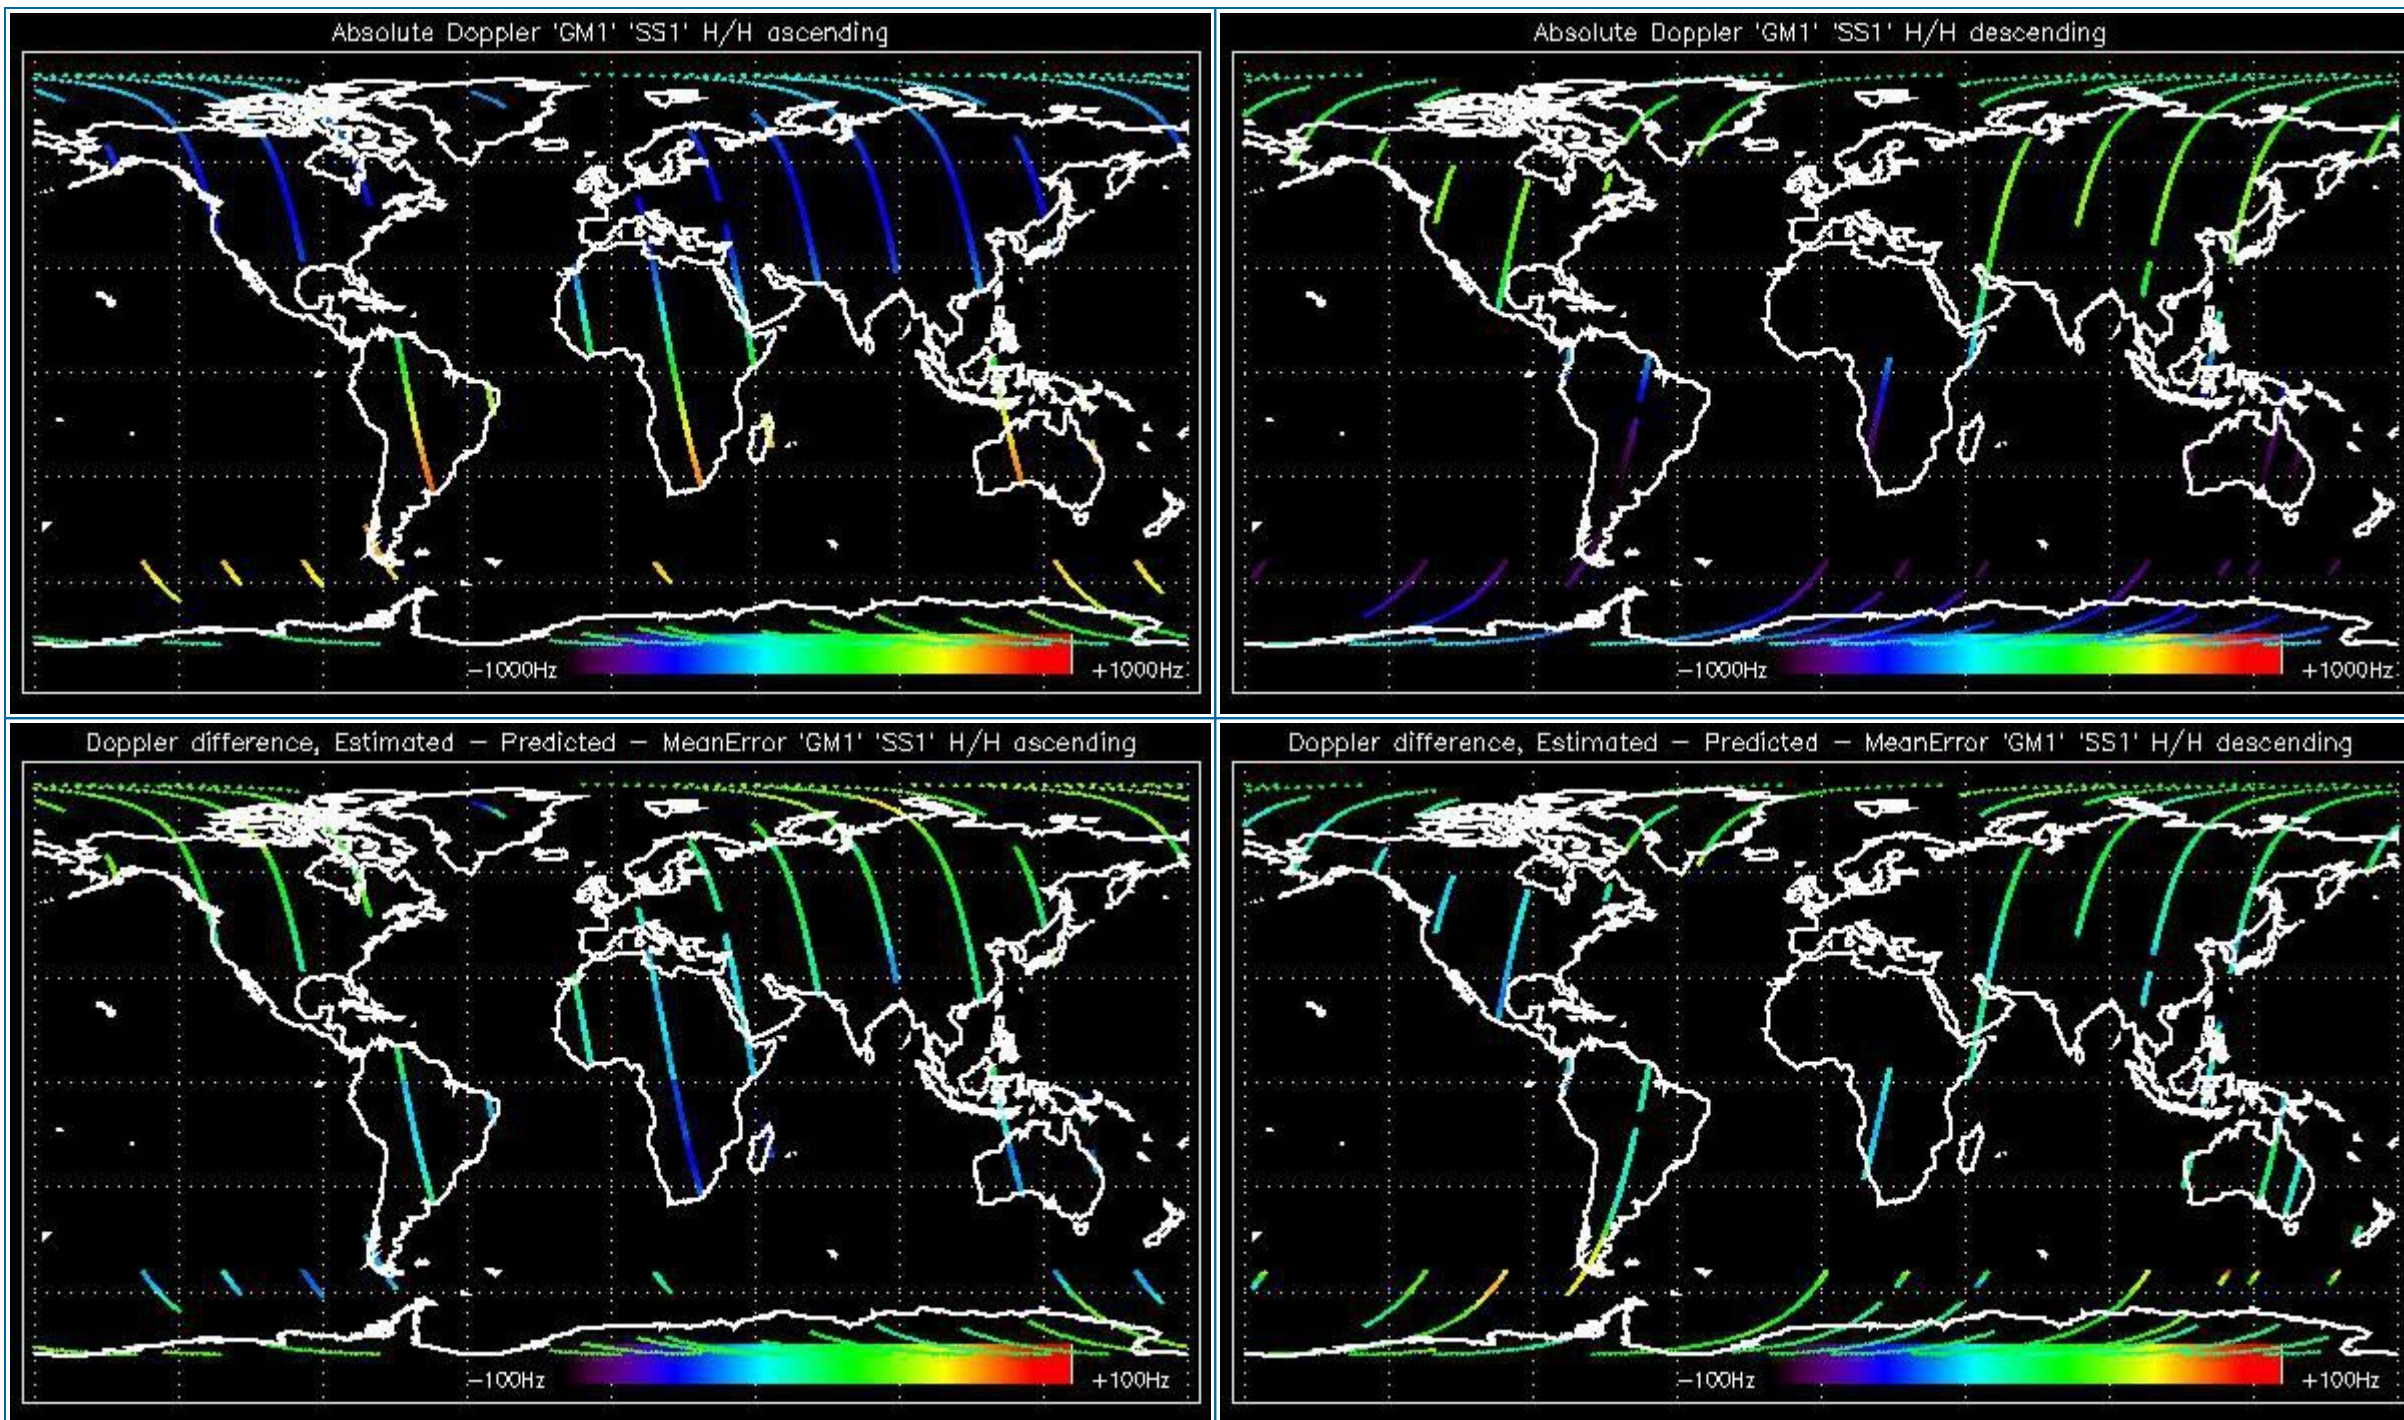 Absolute Doppler 'GM1' 'SS1' H/H ascending
-1000Hz
+1000Hz
Absolute Doppler 'GM1' 'SS1' H/H descending
-1000Hz
+1000Hz
Doppler difference, Estimated - Predicted - MeanError 'GM1' 'SS1' H/H ascending
-100Hz
+100Hz
Doppler difference, Estimated - Predicted - MeanError 'GM1' 'SS1' H/H descending
-100Hz
+100Hz